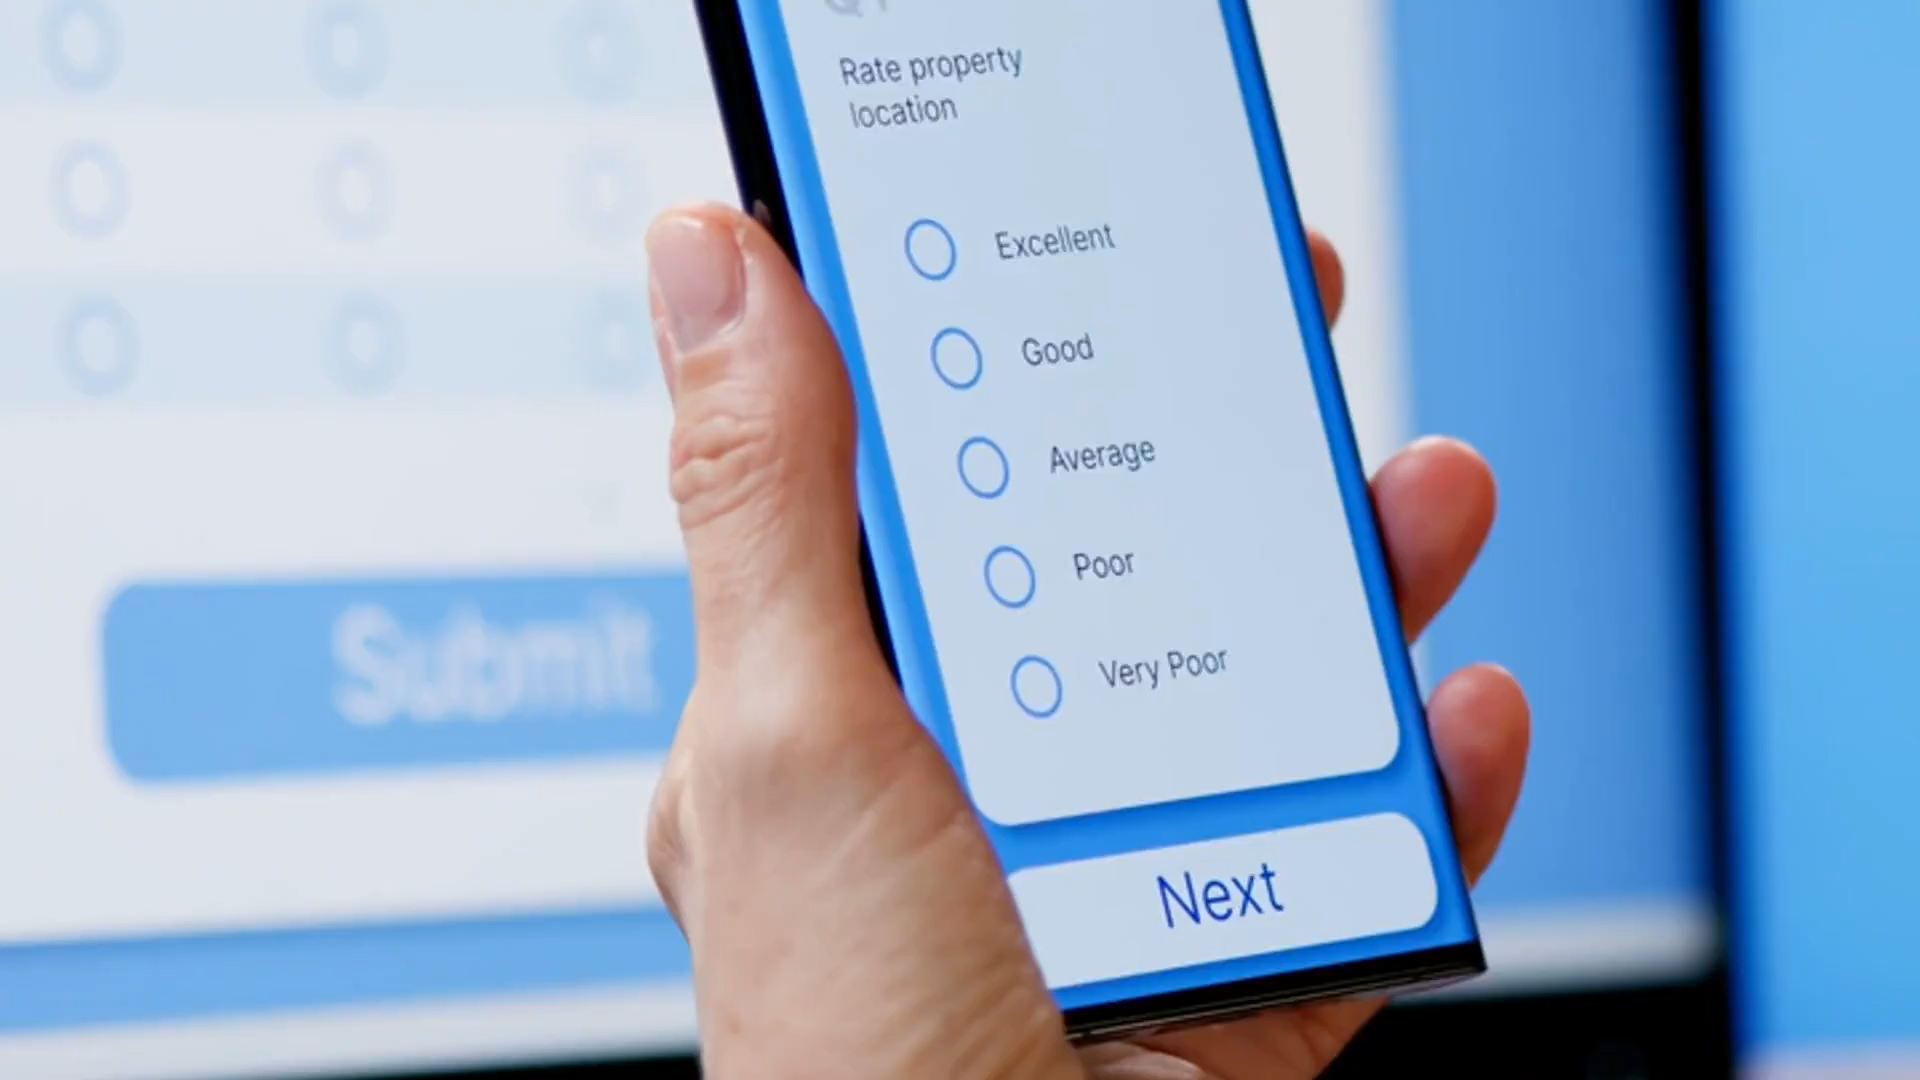 Rate property
location
Excellent
Good
Average
Poor
Very Poor
Next
Submit